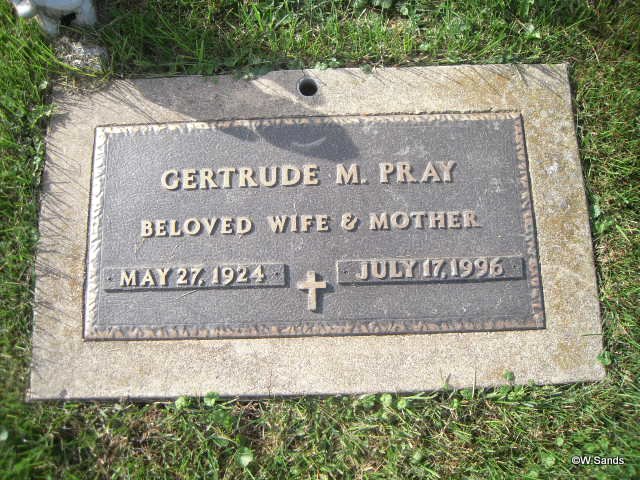 GERTRUDE M. PRAY
BELOVED WIFE & MOTHER
MAY 27, 1924 JULY 17, 1996
©W.Sands